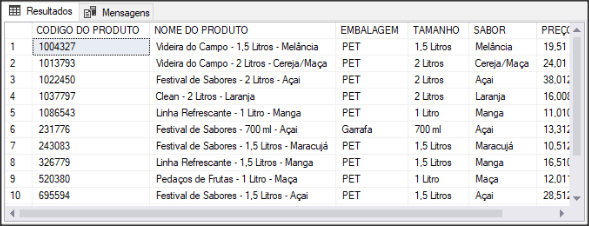 Resultados Mensagens
CODIGO DO PRODUTO NOME DO PRODUTO EMBALAGEM TAMANHO SABOR PREÇO
1 1004327 Videira do Campo - 1,5 Litros - Melância PET 1,5 Litros Melância 19,51
2 1013793 Videira do Campo - 2 Litros - Cereja/Maça PET 2 Litros Cereja/Maça 24,01
3 1022450 Festival de Sabores - 2 Litros - Açai PET 2 Litros Açai 38,012
4 1037797 Clean - 2 Litros - Laranja PET 2 Litros Laranja 16,008
5 1086543 Linha Refrescante - 1 Litro - Manga PET 1 Litro Manga 11,010
6 231776 Festival de Sabores - 700 ml - Açai Garrafa 700 ml Açai 13,312
7 243083 Festival de Sabores - 1,5 Litros - Maracujá PET 1,5 Litros Maracujá 10,512
8 326779 Linha Refrescante - 1,5 Litros - Manga PET 1,5 Litros Manga 16,510
9 520380 Pedaços de Frutas - 1 Litro - Maça PET 1 Litro Maça 12,011
10 695594 Festival de Sabores - 1,5 Litros - Açai PET 1,5 Litros Açai 28,512